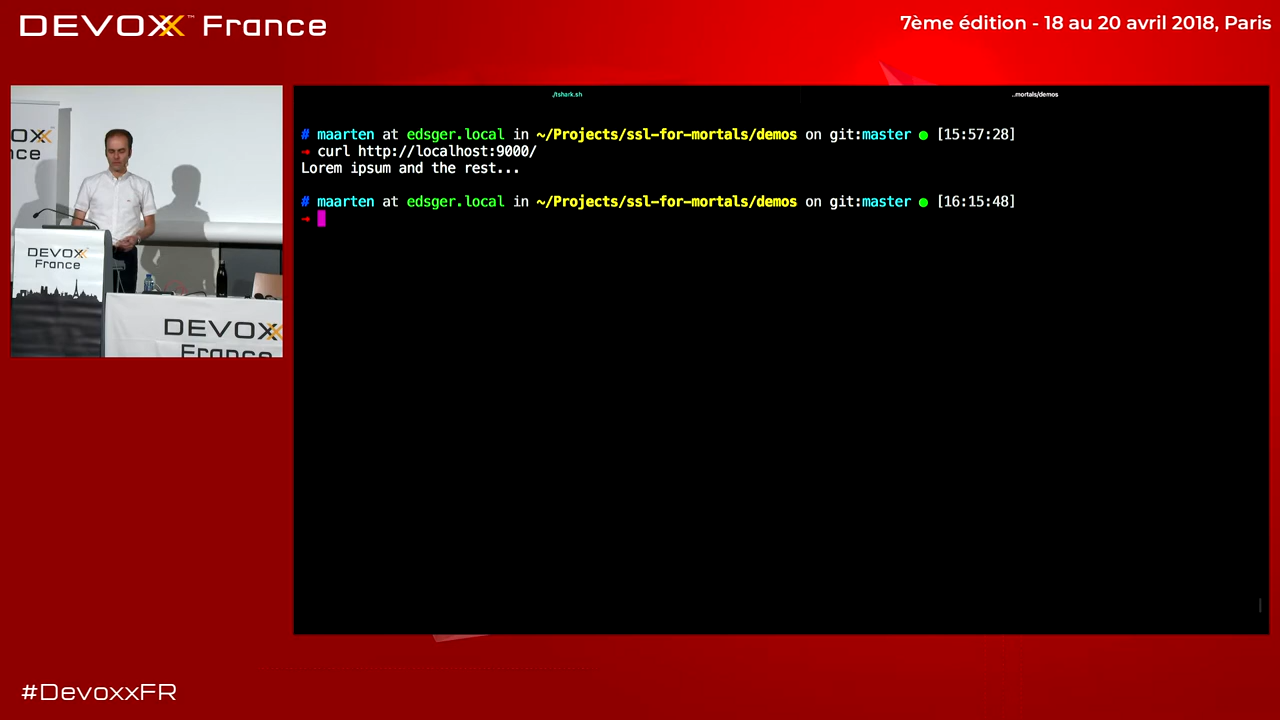 DEVOXX™ France
7ème édition - 18 au 20 avril 2018, Paris
./tshark.sh
..mortals/demos
# maarten at edsger.local in ~/Projects/ssl-for-mortals/demos on git:master ● [15:57:28]
→ curl http://localhost:9000/
Lorem ipsum and the rest...
# maarten at edsger.local in ~/Projects/ssl-for-mortals/demos on git:master ● [16:15:48]
→
DEVOXX
France
DEVOXX
France
#DevoxxFR